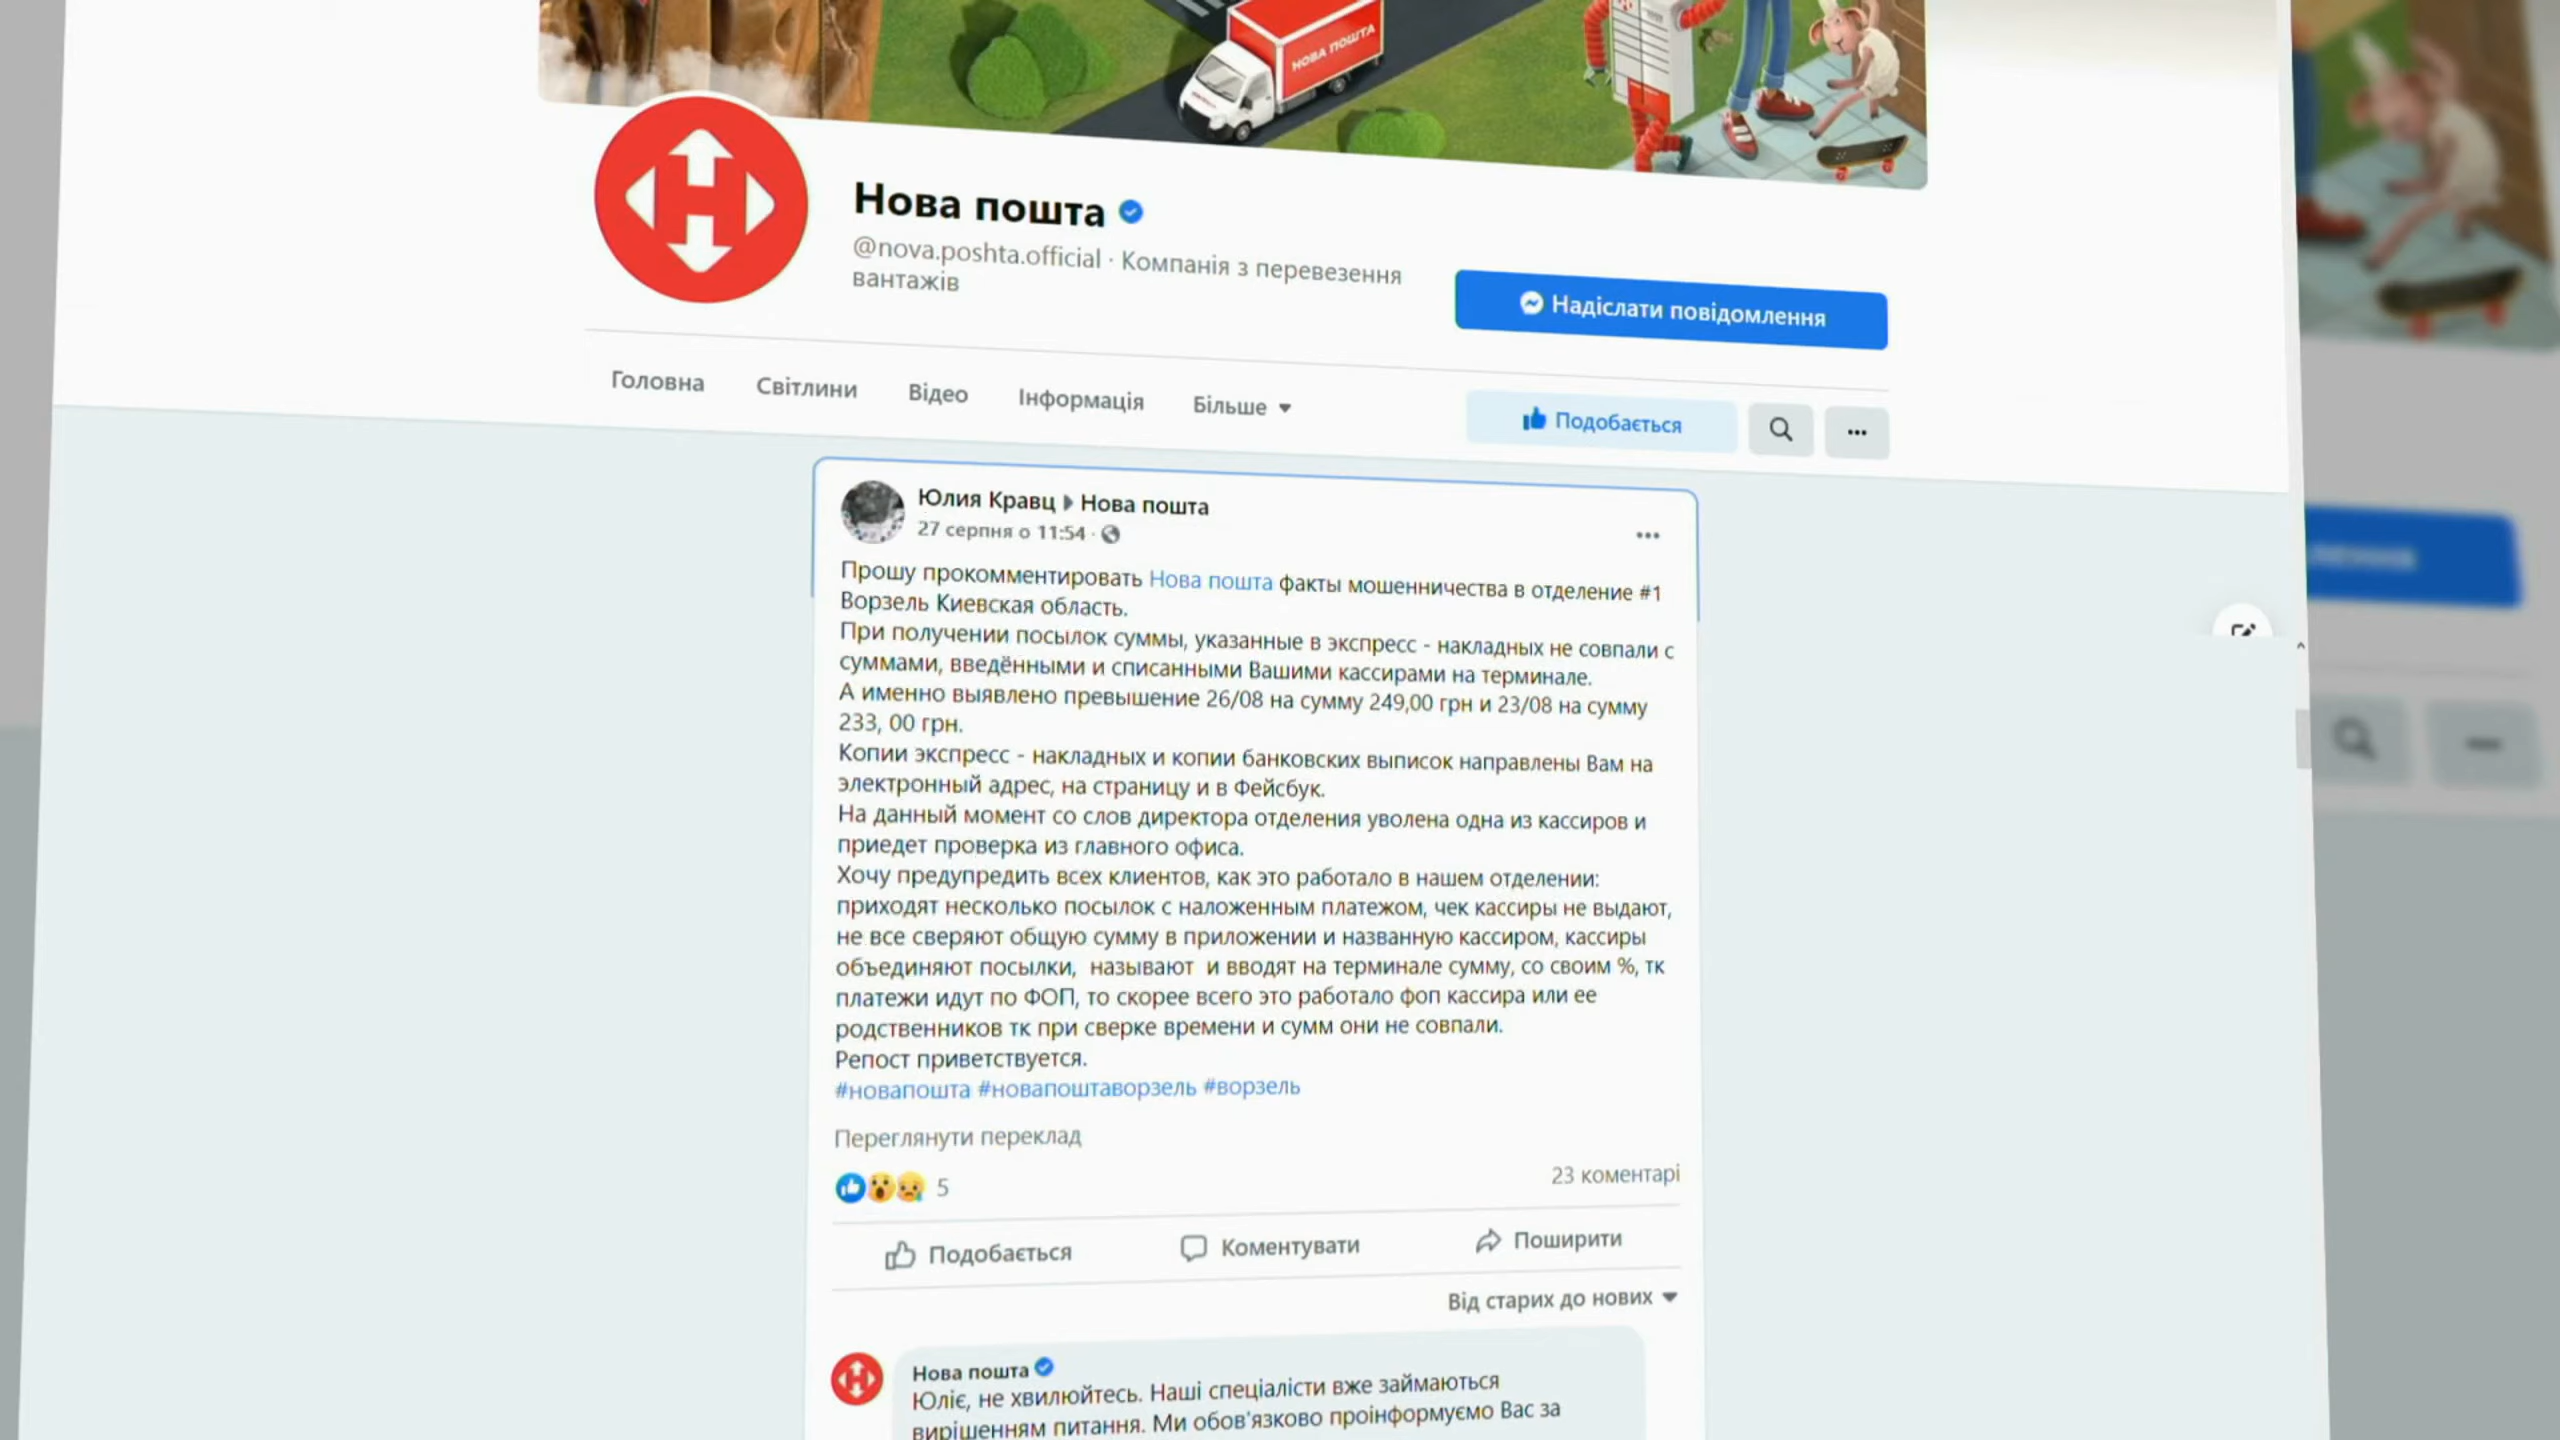 НОВА ПОШТА
Нова пошта
@nova.poshta.official · Компанія з перевезення
вантажів
Надіслати повідомлення
Головна Світлини Відео Інформація Більше
Подобається
Юлия Кравц Нова пошта
27 серпня о 11:54 ·
Прошу прокомментировать Нова пошта факты мошенничества в отделение #1
Ворзель Киевская область.
При получении посылок суммы, указанные в экспресс - накладных не совпали с
суммами, введёнными и списанными Вашими кассирами на терминале.
А именно выявлено превышение 26/08 на сумму 249,00 грн и 23/08 на сумму
233, 00 грн.
Копии экспресс - накладных и копии банковских выписок направлены Вам на
электронный адрес, на страницу и в Фейсбук.
На данный момент со слов директора отделения уволена одна из кассиров и
приедет проверка из главного офиса.
Хочу предупредить всех клиентов, как это работало в нашем отделении:
приходят несколько посылок с наложенным платежом, чек кассиры не выдают,
не все сверяют общую сумму в приложении и названную кассиром, кассиры
объединяют посылки, называют и вводят на терминале сумму, со своим %, тк
платежи идут по ФОП, то скорее всего это работало фоп кассира или ее
родственников тк при сверке времени и сумм они не совпали.
Репост приветствуется.
#новапошта #новапоштаворзель #ворзель
Переглянути переклад
5
23 коментарі
Подобається Коментувати Поширити
Від старих до нових
Нова пошта
Юліє, не хвилюйтесь. Наші спеціалісти вже займаються
вирішенням питання. Ми обов'язково проінформуємо Вас за